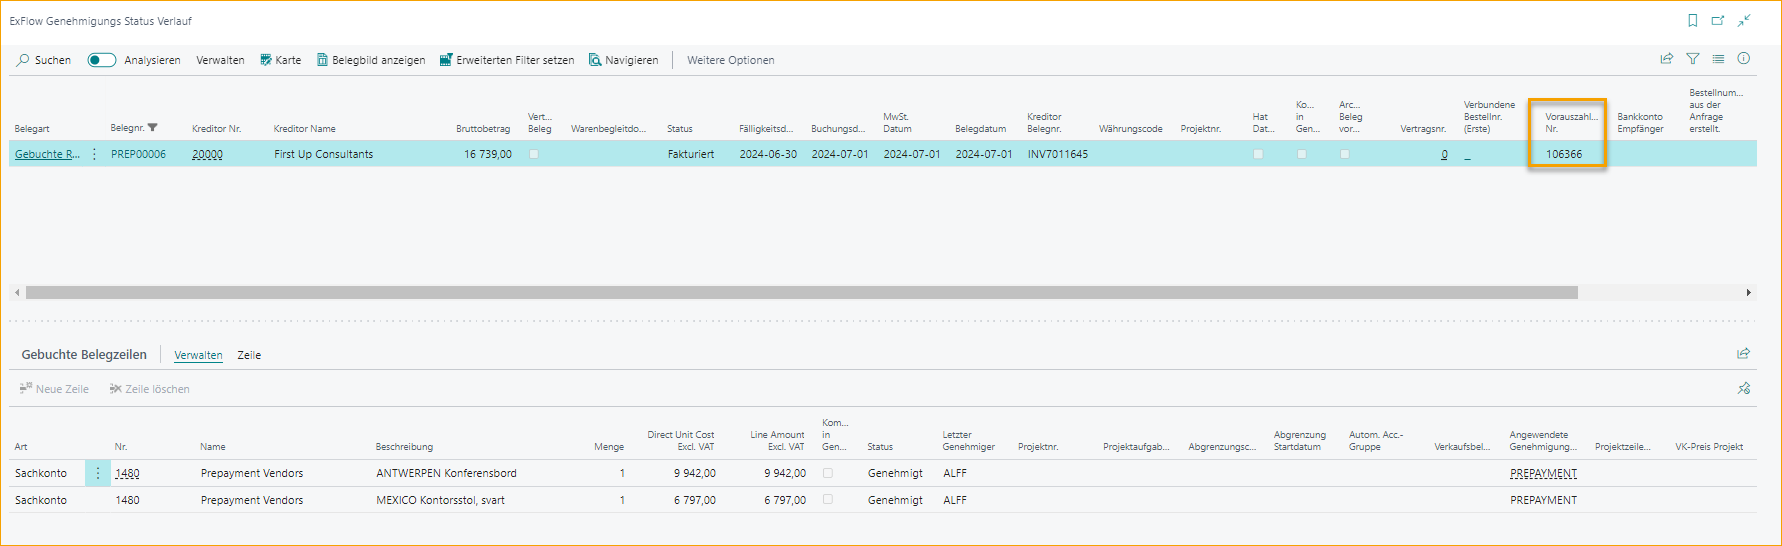 ExFlow Genehmigungs Status Verlauf
Suchen Analysieren Verwalten Karte Belegbild anzeigen Erweiterten Filter setzen Navigieren Weitere Optionen
Belegart Belegnr. Kreditor Nr. Kreditor Name Bruttobetrag Vert... Beleg Warenbegleitdo... Status Fälligkeitsd... Buchungsd... MwSt. Datum Belegdatum Kreditor Belegnr. Währungscode Projektnr. Hat Dat... Ko... in Gen... Arc... Beleg vor... Vertragsnr. Verbundene Bestellnr. (Erste) Vorauszahl... Nr. Bankkonto Empfänger Bestellnum... aus der Anfrage erstellt.
Gebuchte R... PREP00006 20000 First Up Consultants 16 739,00 Fakturiert 2024-06-30 2024-07-01 2024-07-01 2024-07-01 INV7011645 0 _ 106366
Gebuchte Belegzeilen Verwalten Zeile
Neue Zeile Zeile löschen
Art Nr. Name Beschreibung Menge Direct Unit Cost Excl. VAT Line Amount Excl. VAT Kom... in Gen... Status Letzter Genehmiger Projektnr. Projektaufgab... Abgrenzungsc... Abgrenzung Startdatum Autom. Acc.-Gruppe Verkaufsbel... Angewendete Genehmigung... Projektzeile... VK-Preis Projekt
Sachkonto 1480 Prepayment Vendors ANTWERPEN Konferensbord 1 9 942,00 9 942,00 Genehmigt ALFF PREPAYMENT
Sachkonto 1480 Prepayment Vendors MEXICO Kontorsstol, svart 1 6 797,00 6 797,00 Genehmigt ALFF PREPAYMENT